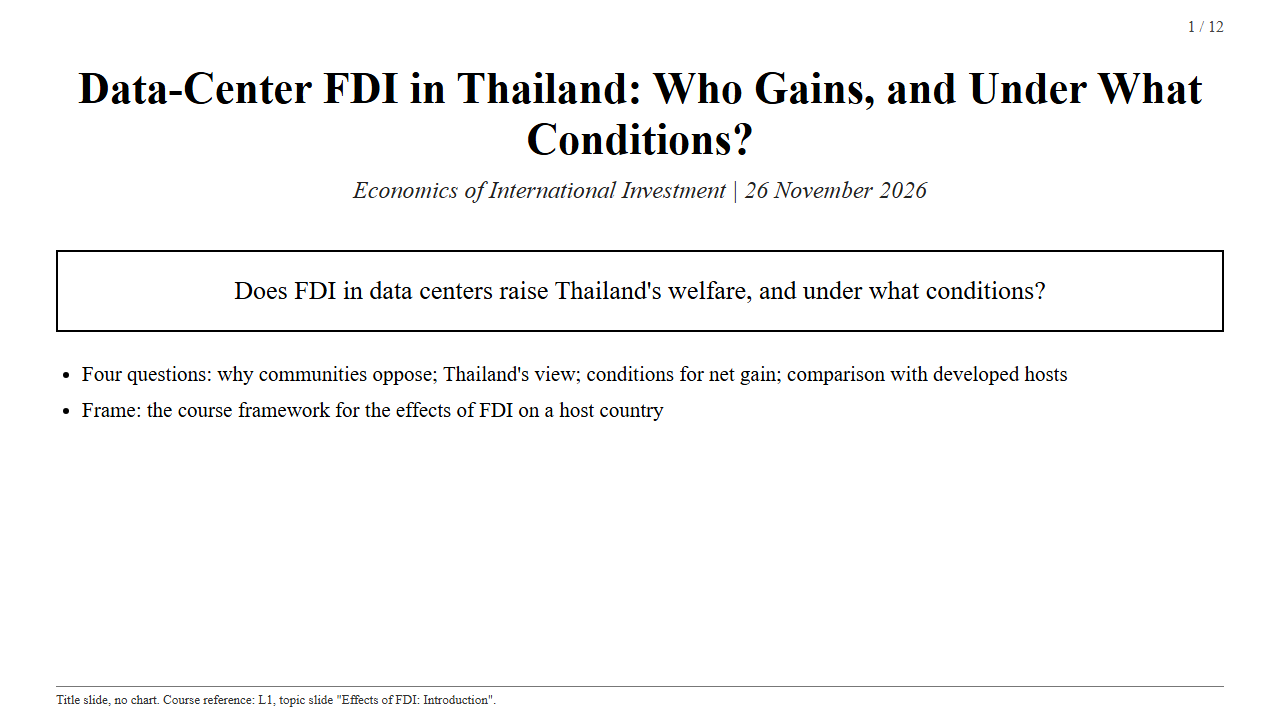 1 / 12
Data-Center FDI in Thailand: Who Gains, and Under What
Conditions?
Economics of International Investment | 26 November 2026
Does FDI in data centers raise Thailand's welfare, and under what conditions?
• Four questions: why communities oppose; Thailand's view; conditions for net gain; comparison with developed hosts
• Frame: the course framework for the effects of FDI on a host country
Title slide, no chart. Course reference: L1, topic slide "Effects of FDI: Introduction".